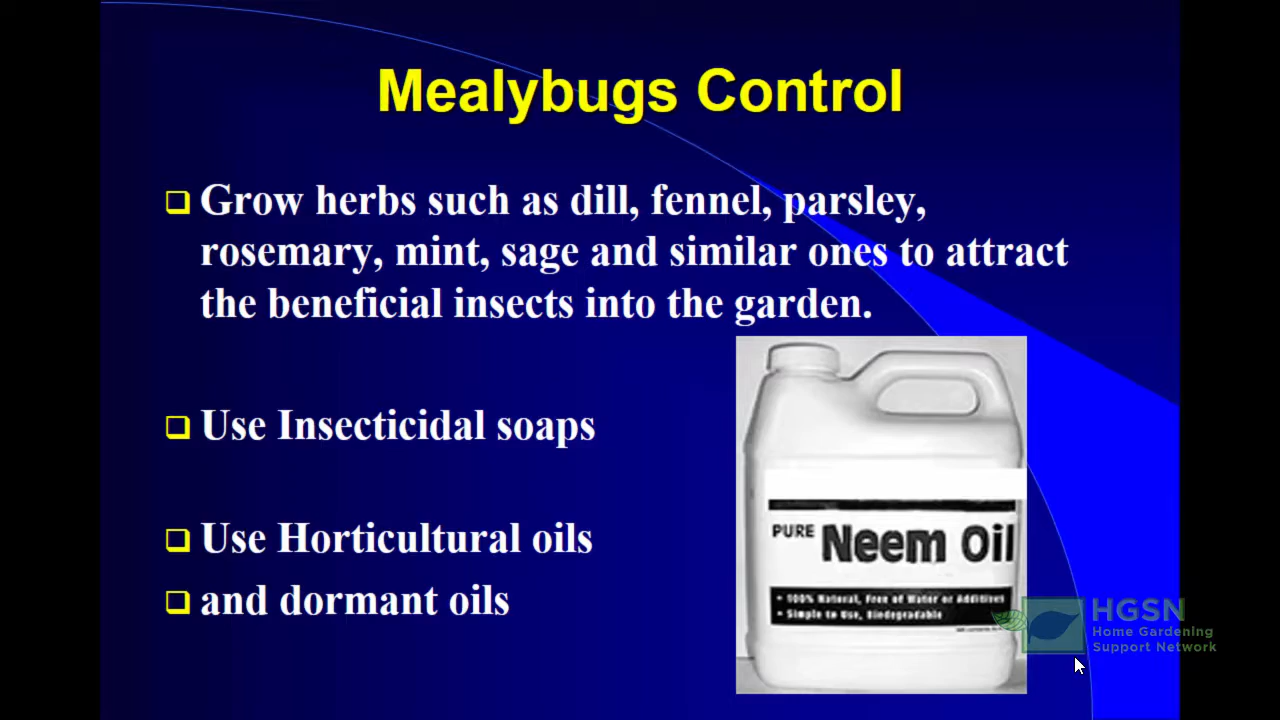 Mealybugs Control
Grow herbs such as dill, fennel, parsley,
rosemary, mint, sage and similar ones to attract
the beneficial insects into the garden.
Use Insecticidal soaps
Use Horticultural oils
and dormant oils
PURE Neem Oil
• 100% Natural, Free of Water or Additives
• Simple to Use, Biodegradable
HGSN
Home Gardening
Support Network